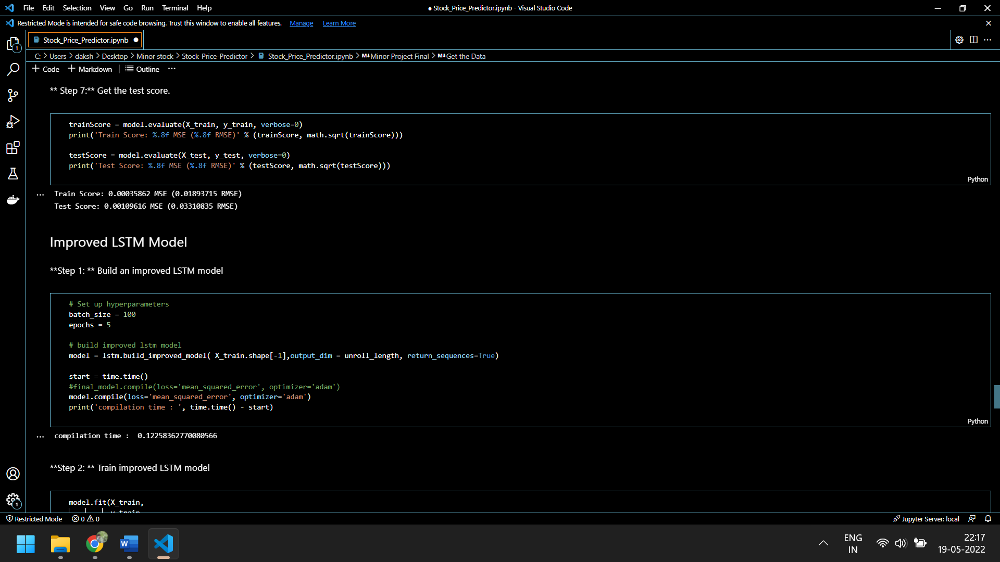 File Edit Selection View Go Run Terminal Help
● Stock_Price_Predictor.ipynb - Visual Studio Code
Restricted Mode is intended for safe code browsing. Trust this window to enable all features. Manage Learn More
Stock_Price_Predictor.ipynb ●
C: > Users > daksh > Desktop > Minor stock > Stock-Price-Predictor > Stock_Price_Predictor.ipynb > M↓Minor Project Final > M↓Get the Data
+ Code + Markdown | Outline ...
** Step 7:** Get the test score.
trainScore = model.evaluate(X_train, y_train, verbose=0)
print('Train Score: %.8f MSE (%.8f RMSE)' % (trainScore, math.sqrt(trainScore)))
testScore = model.evaluate(X_test, y_test, verbose=0)
print('Test Score: %.8f MSE (%.8f RMSE)' % (testScore, math.sqrt(testScore)))
Python
... Train Score: 0.00035862 MSE (0.01893715 RMSE)
Test Score: 0.00109616 MSE (0.03310835 RMSE)
Improved LSTM Model
**Step 1: ** Build an improved LSTM model
# Set up hyperparameters
batch_size = 100
epochs = 5
# build improved lstm model
model = lstm.build_improved_model( X_train.shape[-1],output_dim = unroll_length, return_sequences=True)
start = time.time()
#final_model.compile(loss='mean_squared_error', optimizer='adam')
model.compile(loss='mean_squared_error', optimizer='adam')
print('compilation time : ', time.time() - start)
Python
... compilation time :  0.12258362770080566
**Step 2: ** Train improved LSTM model
model.fit(X_train,
y_train
1
1
Restricted Mode 0 0 Jupyter Server: local
W
ENG
IN
22:17
19-05-2022